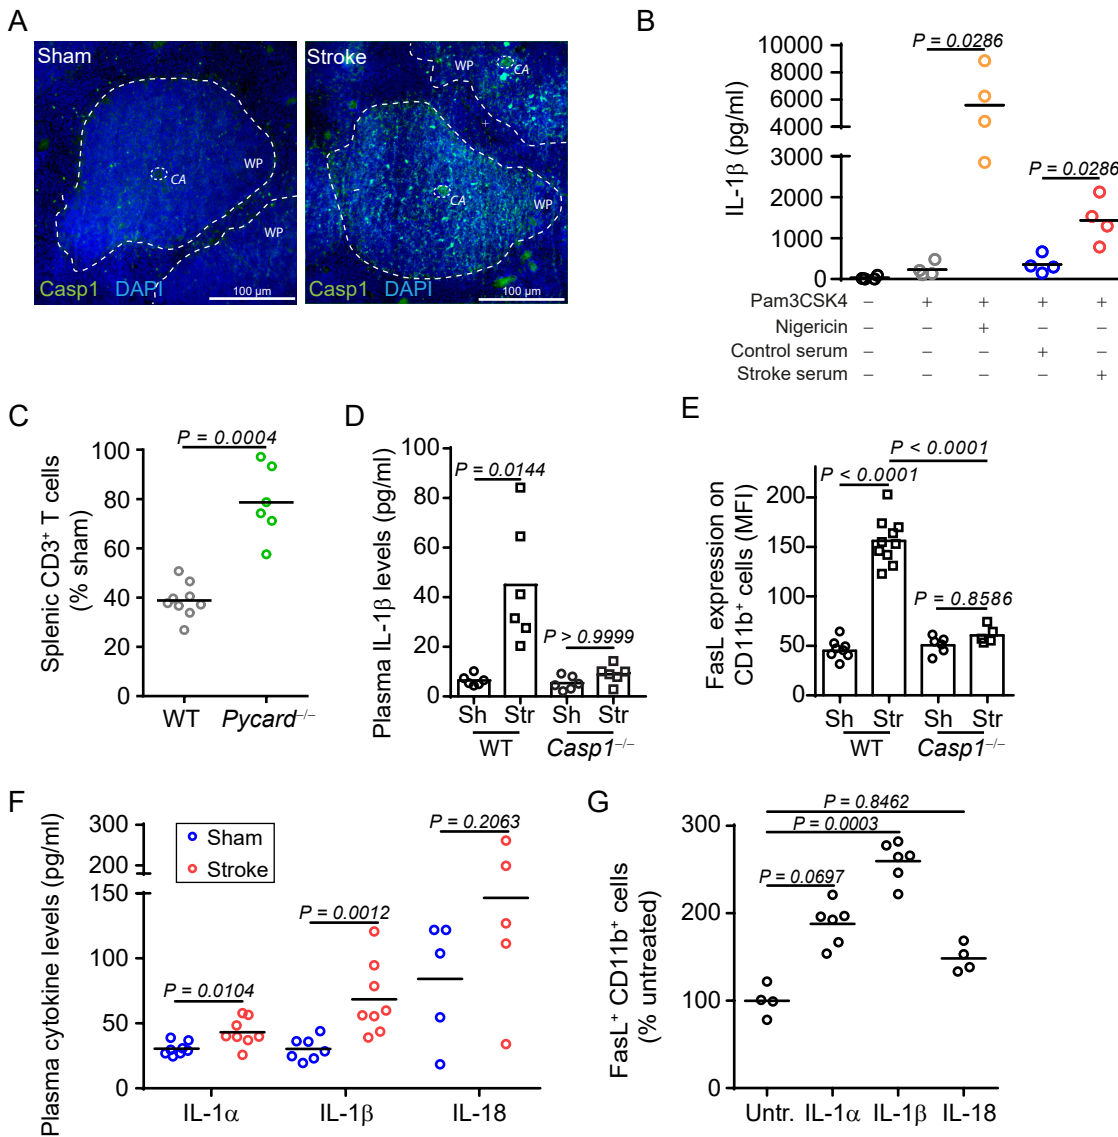 A
Sham
CA
WP
WP
Casp1 DAPI
100 µm
Stroke
WP
CA
CA
WP
Casp1 DAPI
100 µm
B
IL-1β (pg/ml)
10000
8000
6000
4000
3000
2000
1000
0
P = 0.0286
P = 0.0286
Pam3CSK4 – + + + +
Nigericin – – + – –
Control serum – – – + –
Stroke serum – – – – +
C
Splenic CD3⁺ T cells
(% sham)
100
80
60
40
20
0
P = 0.0004
WT Pycard–/–
D
Plasma IL-1β levels (pg/ml)
100
80
60
40
20
0
P = 0.0144
P > 0.9999
Sh Str Sh Str
WT Casp1–/–
E
FasL expression on
CD11b⁺ cells (MFI)
200
150
100
50
0
P < 0.0001
P < 0.0001
P = 0.8586
Sh Str Sh Str
WT Casp1–/–
F
Plasma cytokine levels (pg/ml)
300
200
150
100
50
0
Sham
Stroke
P = 0.0104
P = 0.0012
P = 0.2063
IL-1α IL-1β IL-18
G
FasL⁺ CD11b⁺ cells
(% untreated)
300
200
100
0
P = 0.8462
P = 0.0003
P = 0.0697
Untr. IL-1α IL-1β IL-18